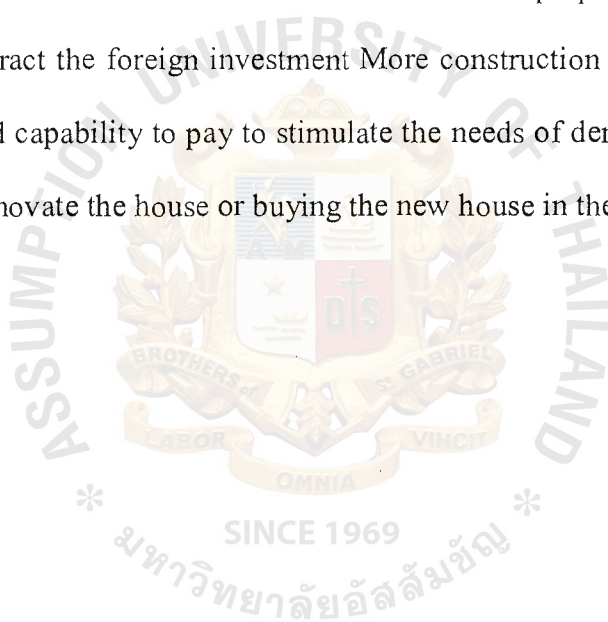 ract the foreign investment More construction
capability to pay to stimulate the needs of
novate the house or buying the new house in the
ASSUMPTION UNIVERSITY OF THAILAND
A M
D S
BROTHERS of St GABRIEL
LABOR
VINCIT
OMNIA
SINCE 1969
* มหาวิทยาลัยอัสสัมชัญ *